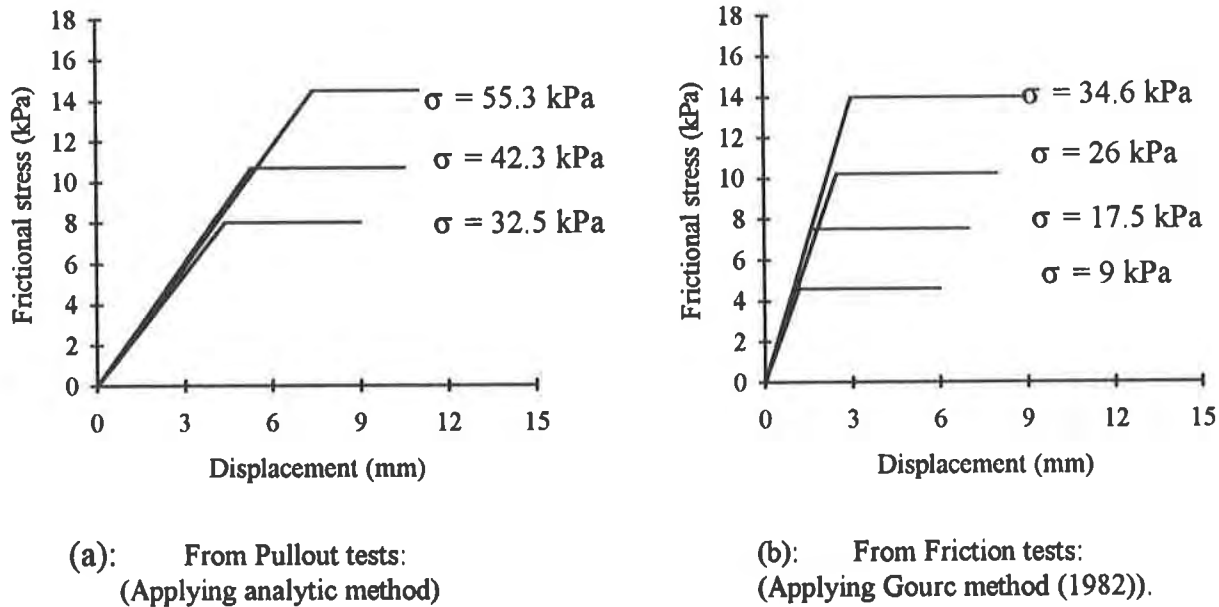 18
16
14
12
10
8
6
4
2
0
Frictional stress (kPa)
σ = 55.3 kPa
σ = 42.3 kPa
σ = 32.5 kPa
0 3 6 9 12 15
Displacement (mm)
(a): From Pullout tests:
(Applying analytic method)
18
16
14
12
10
8
6
4
2
0
Frictional stress (kPa)
σ = 34.6 kPa
σ = 26 kPa
σ = 17.5 kPa
σ = 9 kPa
0 3 6 9 12 15
Displacement (mm)
(b): From Friction tests:
(Applying Gourc method (1982)).